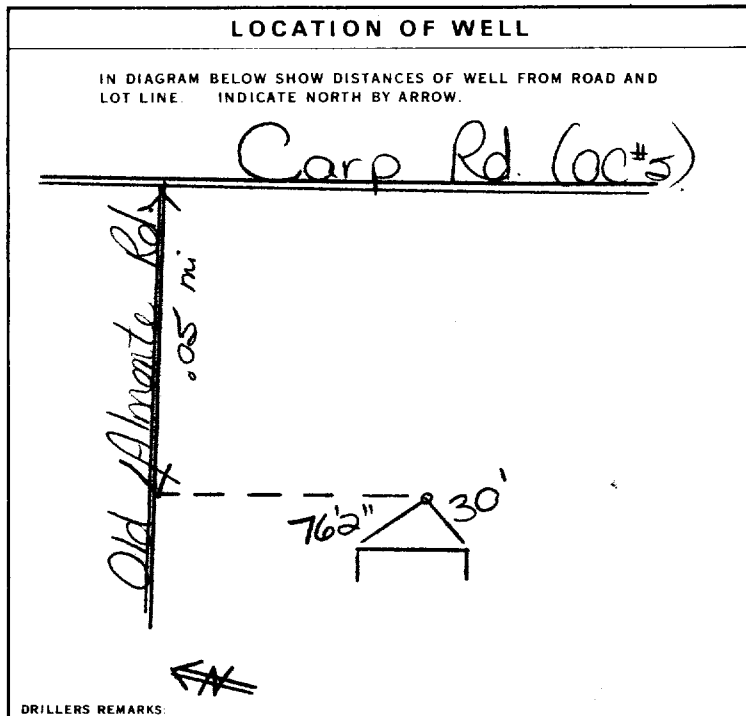 LOCATION OF WELL
IN DIAGRAM BELOW SHOW DISTANCES OF WELL FROM ROAD AND
LOT LINE. INDICATE NORTH BY ARROW.
Carp Rd. (OC#5)
Old Almonte Rd
.05 mi
76'2"
30'
N
DRILLERS REMARKS: